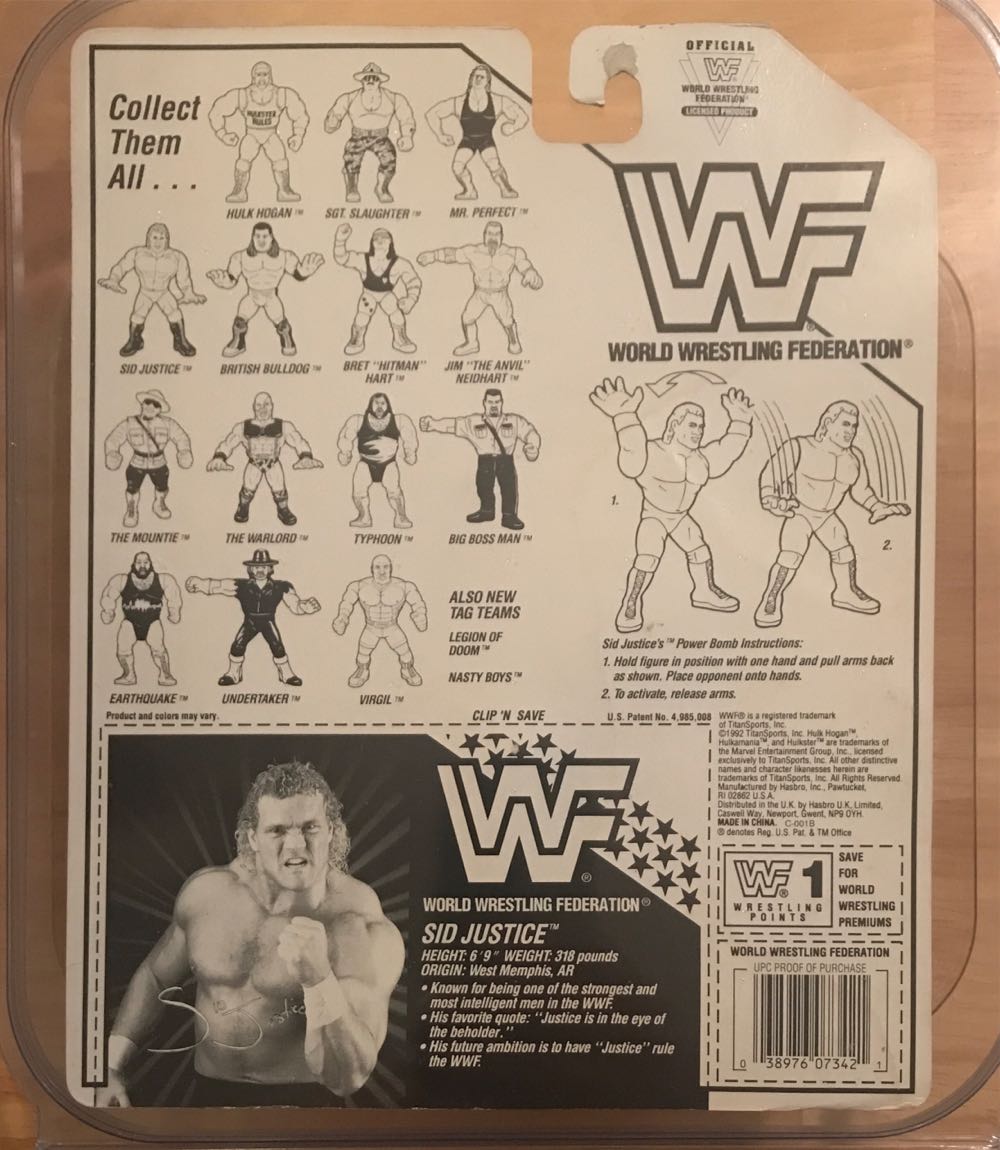 Collect
Them
All . . .
HULKSTER
RULES
HULK HOGAN™
SGT. SLAUGHTER™
MR. PERFECT™
OFFICIAL
WF
WORLD WRESTLING
FEDERATION®
LICENSED PRODUCT
WF®
WORLD WRESTLING FEDERATION®
SID JUSTICE™
BRITISH BULLDOG™
BRET "HITMAN"
HART™
JIM "THE ANVIL"
NEIDHART™
THE MOUNTIE™
THE WARLORD™
TYPHOON™
BIG BOSS MAN™
EARTHQUAKE™
UNDERTAKER™
VIRGIL™
ALSO NEW
TAG TEAMS
LEGION OF
DOOM™
NASTY BOYS™
1.
2.
Sid Justice's™ Power Bomb Instructions:
1. Hold figure in position with one hand and pull arms back
as shown. Place opponent onto hands.
2. To activate, release arms.
Product and colors may vary.
CLIP 'N SAVE
U.S. Patent No. 4,985,008
WWF® is a registered trademark
of TitanSports, Inc.
©1992 TitanSports, Inc. Hulk Hogan™,
Hulkamania™, and Hulkster™ are trademarks of
the Marvel Entertainment Group, Inc., licensed
exclusively to TitanSports, Inc. All other distinctive
names and character likenesses herein are
trademarks of TitanSports, Inc. All Rights Reserved.
Manufactured by Hasbro, Inc., Pawtucket,
RI 02862 U.S.A.
Distributed in the U.K. by Hasbro U.K. Limited,
Caswell Way, Newport, Gwent, NP9 0YH.
MADE IN CHINA. C-001B
® denotes Reg. U.S. Pat. & TM Office
WF®
WORLD WRESTLING FEDERATION®
SID JUSTICE™
HEIGHT: 6'9" WEIGHT: 318 pounds
ORIGIN: West Memphis, AR
• Known for being one of the strongest and
most intelligent men in the WWF.
• His favorite quote: "Justice is in the eye of
the beholder."
• His future ambition is to have "Justice" rule
the WWF.
Sid Justice
WF® 1
WRESTLING
POINTS
SAVE
FOR
WORLD
WRESTLING
PREMIUMS
WORLD WRESTLING FEDERATION
UPC PROOF OF PURCHASE
0 38976 07342 1